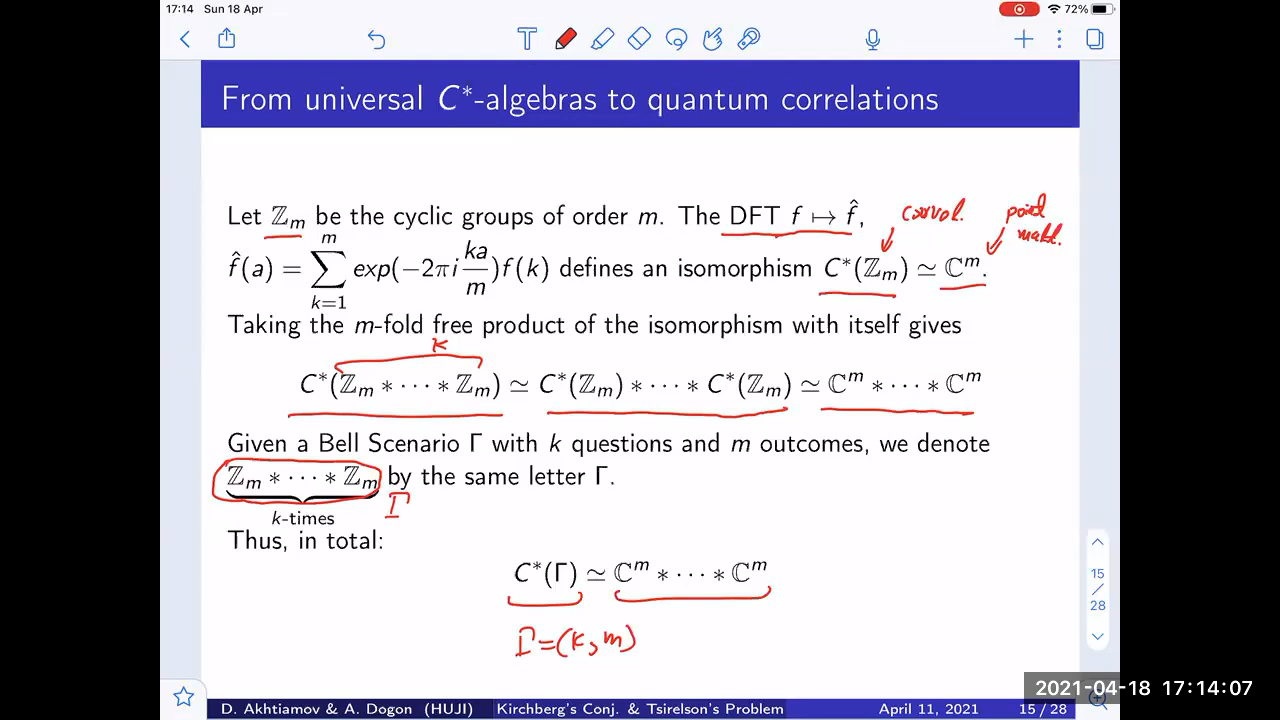 17:14 Sun 18 Apr
72%
From universal C*-algebras to quantum correlations
convol.
point
mult.
Let ℤ_m be the cyclic groups of order m. The DFT f ↦ f̂,
f̂(a) = ∑_{k=1}^{m} exp(−2πi ka/m)f(k) defines an isomorphism C*(ℤ_m) ≃ ℂ^m.
Taking the m-fold free product of the isomorphism with itself gives
k
C*(ℤ_m * ⋯ * ℤ_m) ≃ C*(ℤ_m) * ⋯ * C*(ℤ_m) ≃ ℂ^m * ⋯ * ℂ^m
Given a Bell Scenario Γ with k questions and m outcomes, we denote
ℤ_m * ⋯ * ℤ_m by the same letter Γ.
k-times
Γ
Thus, in total:
C*(Γ) ≃ ℂ^m * ⋯ * ℂ^m
Γ=(k,m)
15
/
28
D. Akhtiamov & A. Dogon (HUJI) Kirchberg's Conj. & Tsirelson's Problem April 11, 2021 15 / 28
2021-04-18 17:14:07